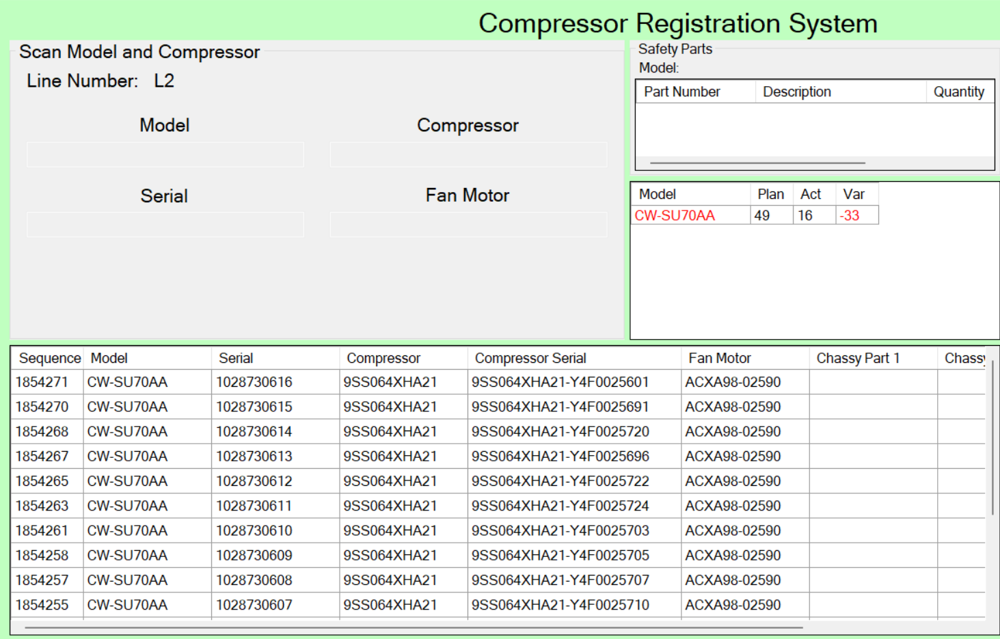 Compressor Registration System
Scan Model and Compressor
Line Number: L2
Model Compressor
Serial Fan Motor
Safety Parts
Model:
Part Number Description Quantity
Model Plan Act Var
CW-SU70AA 49 16 -33
Sequence Model Serial Compressor Compressor Serial Fan Motor Chassy Part 1 Chassy
1854271 CW-SU70AA 1028730616 9SS064XHA21 9SS064XHA21-Y4F0025601 ACXA98-02590
1854270 CW-SU70AA 1028730615 9SS064XHA21 9SS064XHA21-Y4F0025691 ACXA98-02590
1854268 CW-SU70AA 1028730614 9SS064XHA21 9SS064XHA21-Y4F0025720 ACXA98-02590
1854267 CW-SU70AA 1028730613 9SS064XHA21 9SS064XHA21-Y4F0025696 ACXA98-02590
1854265 CW-SU70AA 1028730612 9SS064XHA21 9SS064XHA21-Y4F0025722 ACXA98-02590
1854263 CW-SU70AA 1028730611 9SS064XHA21 9SS064XHA21-Y4F0025724 ACXA98-02590
1854261 CW-SU70AA 1028730610 9SS064XHA21 9SS064XHA21-Y4F0025703 ACXA98-02590
1854258 CW-SU70AA 1028730609 9SS064XHA21 9SS064XHA21-Y4F0025705 ACXA98-02590
1854257 CW-SU70AA 1028730608 9SS064XHA21 9SS064XHA21-Y4F0025707 ACXA98-02590
1854255 CW-SU70AA 1028730607 9SS064XHA21 9SS064XHA21-Y4F0025710 ACXA98-02590